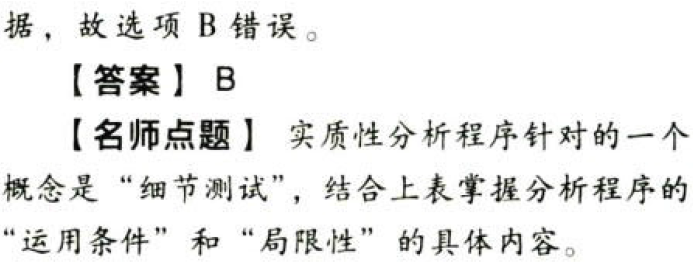 据，故选项 B 错误。
【答案】 B
【名师点题】 实质性分析程序针对的一个
概念是“细节测试”，结合上表掌握分析程序的
“运用条件”和“局限性”的具体内容。